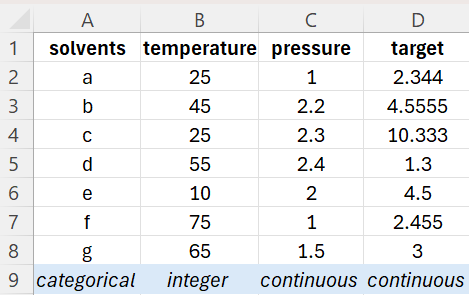 A B C D
1 solvents temperature pressure target
2 a 25 1 2.344
3 b 45 2.2 4.5555
4 c 25 2.3 10.333
5 d 55 2.4 1.3
6 e 10 2 4.5
7 f 75 1 2.455
8 g 65 1.5 3
9 categorical integer continuous continuous